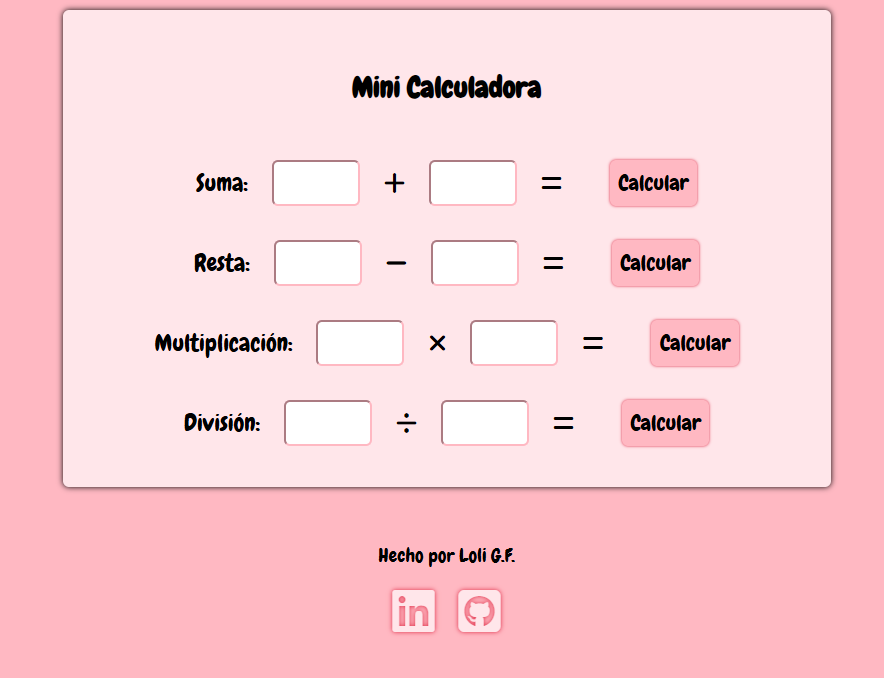 Mini Calculadora
Suma: + = Calcular
Resta: − = Calcular
Multiplicación: × = Calcular
División: ÷ = Calcular
Hecho por Loli G.F.
in